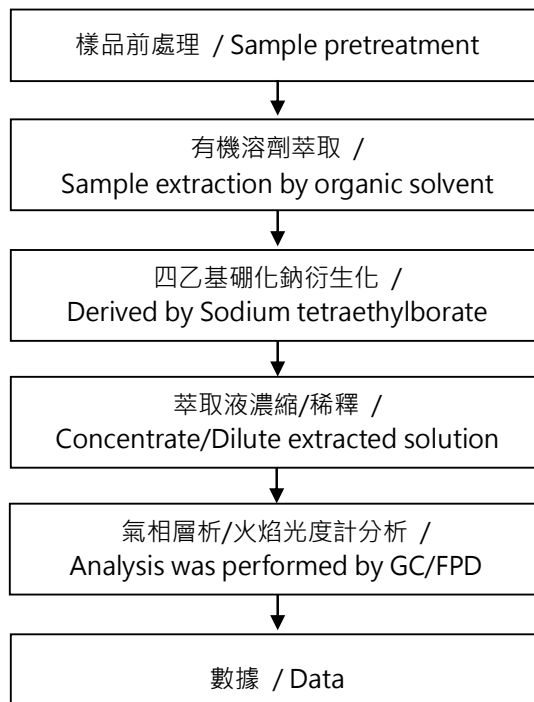 樣品前處理 / Sample pretreatment
有機溶劑萃取 /
Sample extraction by organic solvent
四乙基硼化鈉衍生化 /
Derived by Sodium tetraethylborate
萃取液濃縮/稀釋 /
Concentrate/Dilute extracted solution
氣相層析/火焰光度計分析 /
Analysis was performed by GC/FPD
數據 / Data